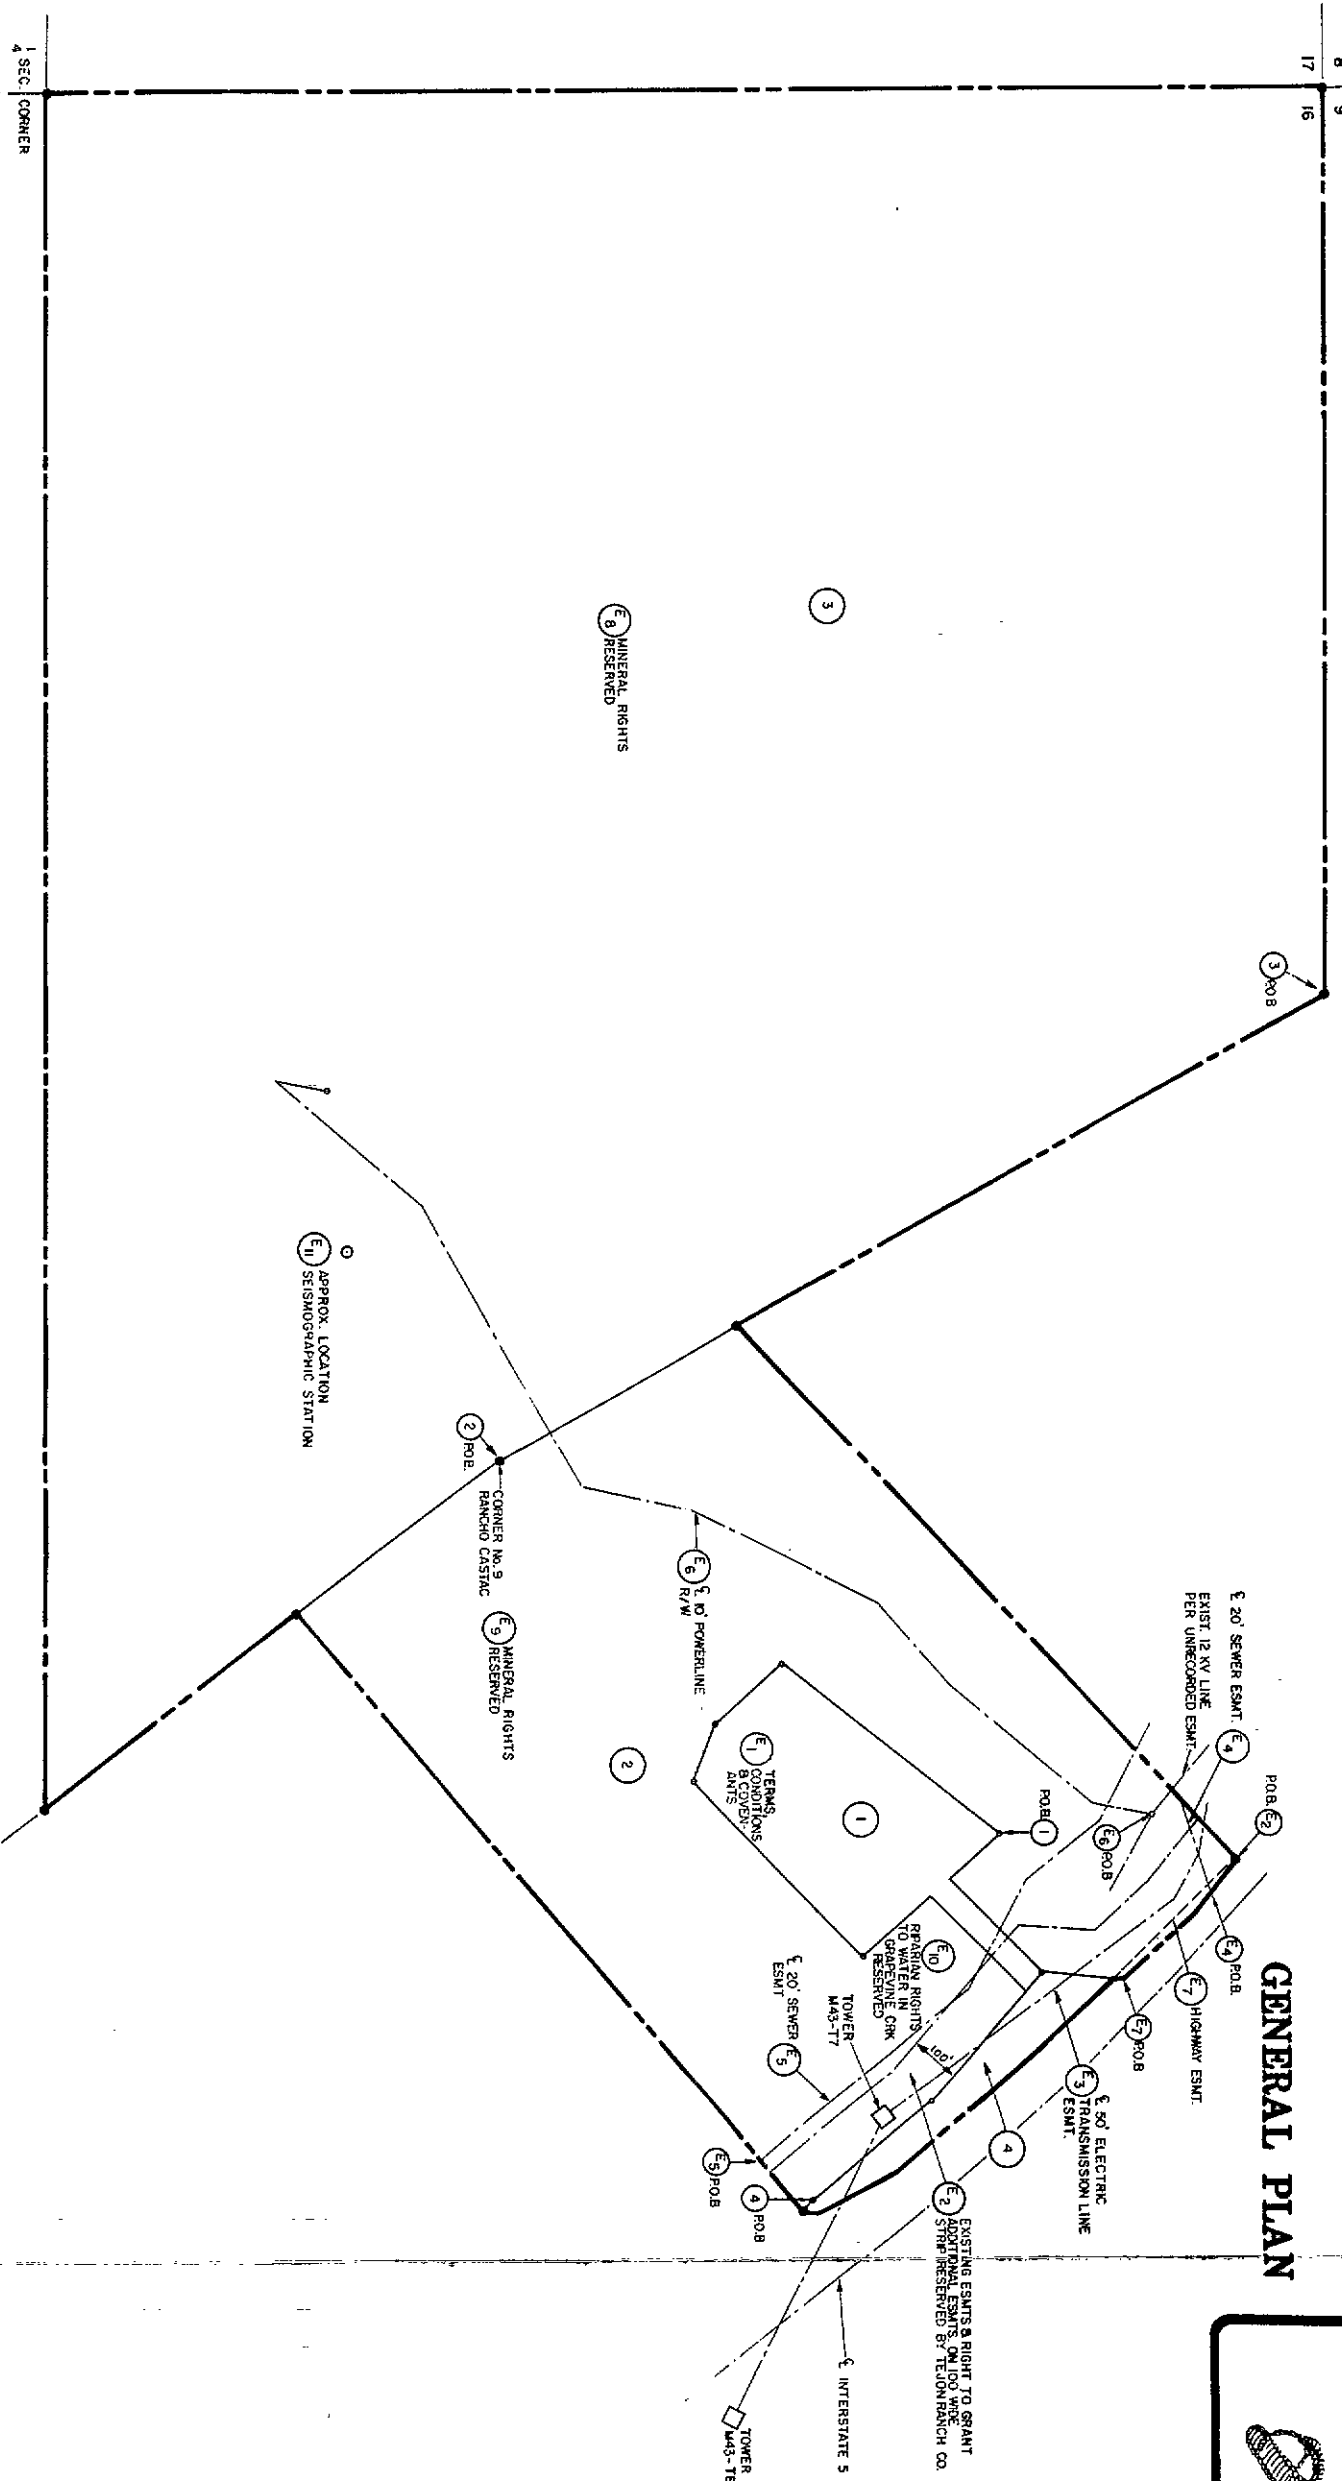 GENERAL PLAN
8 9
17 16
1/4 SEC. CORNER
3
E8 MINERAL RIGHTS
RESERVED
3 P.O.B
E11 APPROX. LOCATION
SEISMOGRAPHIC STATION
2 P.O.B.
CORNER No. 9
RANCHO CASTAC
E9 MINERAL RIGHTS
RESERVED
E6 ℄ 10' POWERLINE
R/W
2
E1 TERMS,
CONDITIONS
& COVEN-
ANTS
1
P.O.B. 1
E6 P.O.B
℄ 20' SEWER ESMT. E4
EXIST. 12 KV LINE
PER UNRECORDED ESMT.
P.O.B. E2
E4 P.O.B.
E7 HIGHWAY ESMT.
E7 P.O.B
E3 ℄ 50' ELECTRIC
TRANSMISSION LINE
ESMT.
4
E10
RIPARIAN RIGHTS
TO WATER IN
GRAPEVINE CRK
RESERVED
100'
TOWER
M43-T7
℄ 20' SEWER E5
ESMT
E5 P.O.B
4 P.O.B
E2 EXISTING ESMTS & RIGHT TO GRANT
ADDITIONAL ESMTS. ON 100' WIDE
STRIP RESERVED BY TEJON RANCH CO.
℄ INTERSTATE 5
TOWER
M43-T8